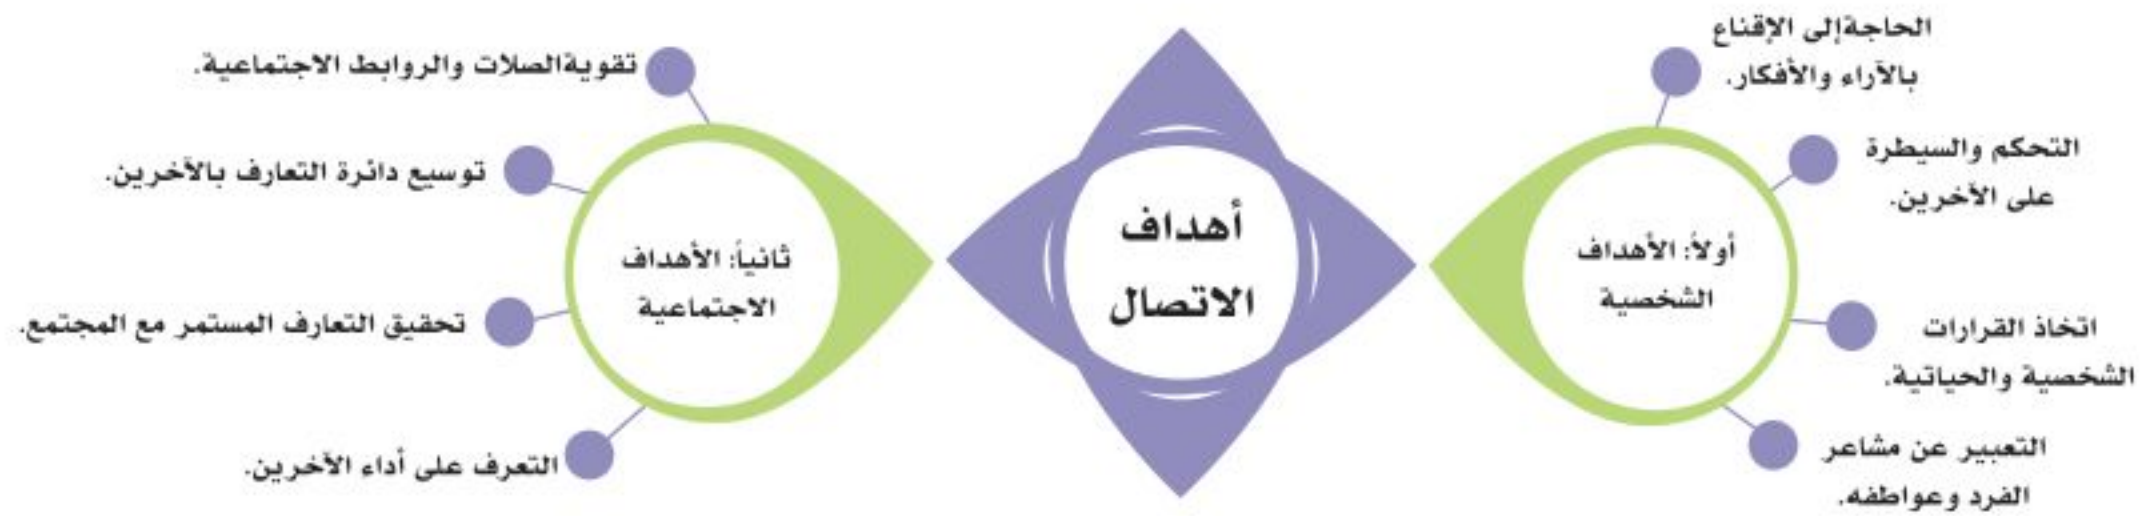 أهداف
الاتصال
أولاً: الأهداف
الشخصية
الحاجةإلى الإقناع
بالآراء والأفكار.
التحكم والسيطرة
على الآخرين.
اتخاذ القرارات
الشخصية والحياتية.
التعبير عن مشاعر
الفرد وعواطفه.
ثانياً: الأهداف
الاجتماعية
تقويةالصلات والروابط الاجتماعية.
توسيع دائرة التعارف بالآخرين.
تحقيق التعارف المستمر مع المجتمع.
التعرف على أداء الآخرين.